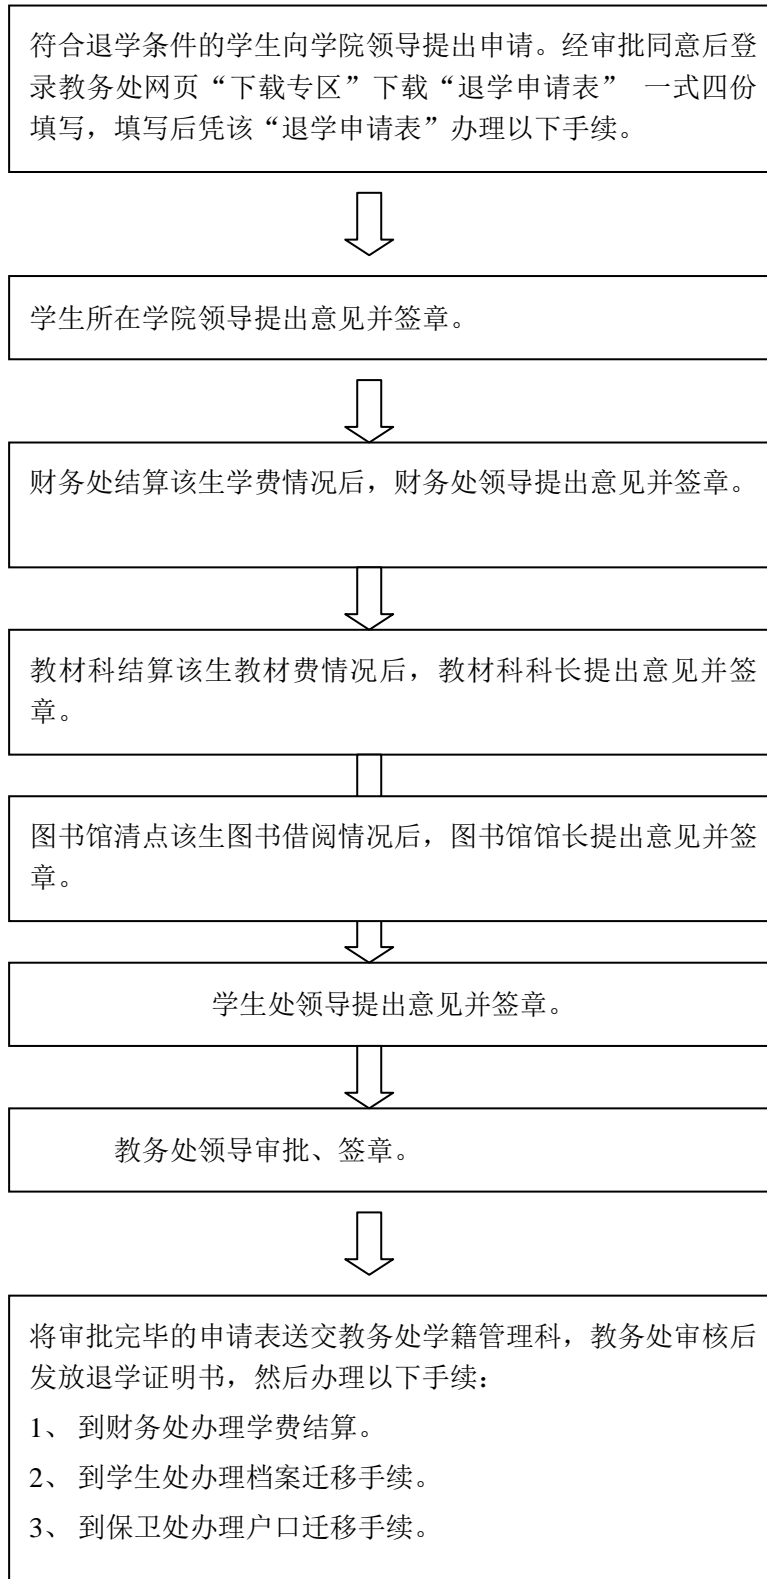 符合退学条件的学生向学院领导提出申请。经审批同意后登
录教务处网页“下载专区”下载“退学申请表” 一式四份
填写，填写后凭该“退学申请表”办理以下手续。
学生所在学院领导提出意见并签章。
财务处结算该生学费情况后，财务处领导提出意见并签章。
教材科结算该生教材费情况后，教材科科长提出意见并签
章。
图书馆清点该生图书借阅情况后，图书馆馆长提出意见并签
章。
学生处领导提出意见并签章。
教务处领导审批、签章。
将审批完毕的申请表送交教务处学籍管理科，教务处审核后
发放退学证明书，然后办理以下手续：
1、 到财务处办理学费结算。
2、 到学生处办理档案迁移手续。
3、 到保卫处办理户口迁移手续。